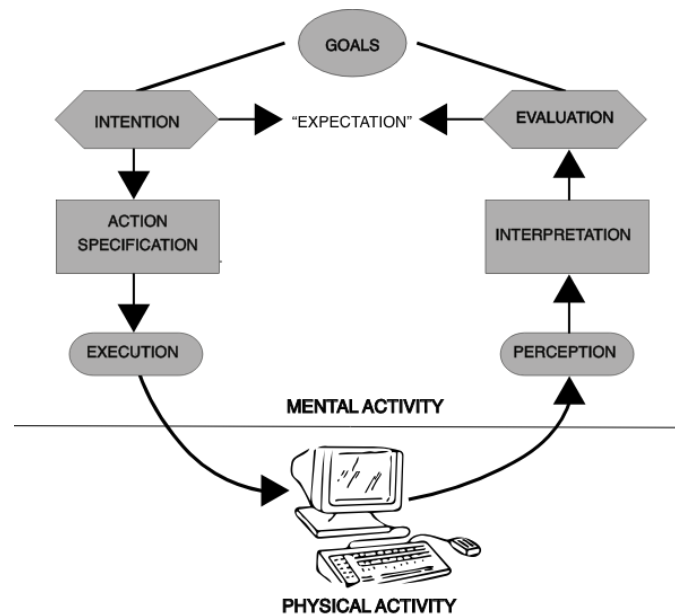 GOALS
INTENTION
“EXPECTATION”
EVALUATION
ACTION
SPECIFICATION
INTERPRETATION
EXECUTION
PERCEPTION
MENTAL ACTIVITY
PHYSICAL ACTIVITY